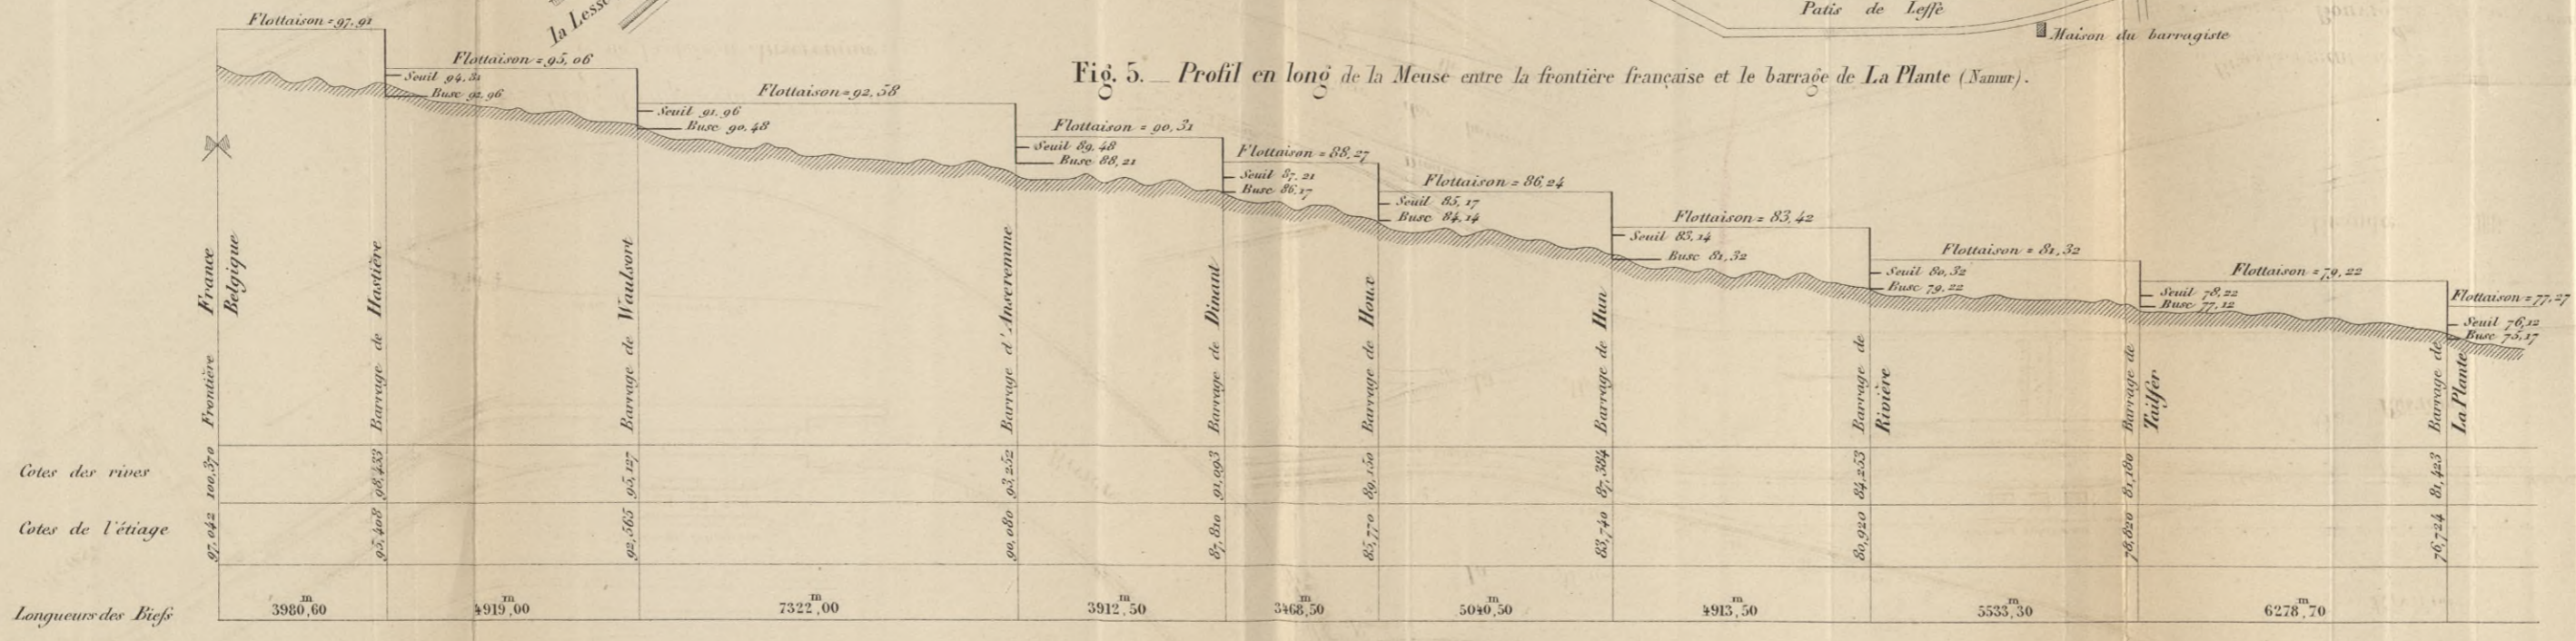 la Lesse
Patis de Leffe
Maison du barragiste
Fig. 5. _ Profil en long de la Meuse entre la frontière française et le barrage de La Plante (Namur).
Flottaison = 97,91
Flottaison = 95,06
Seuil 94,31
Busc 92,96
Flottaison = 92,58
Seuil 91,96
Busc 90,48
Flottaison = 90,31
Seuil 89,48
Busc 88,21
Flottaison = 88,27
Seuil 87,21
Busc 86,17
Flottaison = 86,24
Seuil 85,17
Busc 84,14
Flottaison = 83,42
Seuil 83,14
Busc 81,32
Flottaison = 81,32
Seuil 80,32
Busc 79,22
Flottaison = 79,22
Seuil 78,22
Busc 77,12
Flottaison = 77,27
Seuil 76,12
Busc 75,17
Frontière France
Belgique
Barrage de Hastière
Barrage de Waulsort
Barrage d'Anseremme
Barrage de Dinant
Barrage de Houx
Barrage de Hun
Barrage de
Rivière
Barrage de
Tailfer
Barrage de
La Plante
Cotes des rives 100,370 98,433 95,127 93,252 91,093 89,150 87,384 84,253 81,180 81,423
Cotes de l'étiage 97,042 95,408 92,565 90,080 87,810 85,770 83,740 80,920 78,820 76,724
Longueurs des Biefs 3980,60 m 4919,00 m 7322,00 m 3912,50 m 3468,50 m 5040,50 m 4913,50 m 5533,30 m 6278,70 m